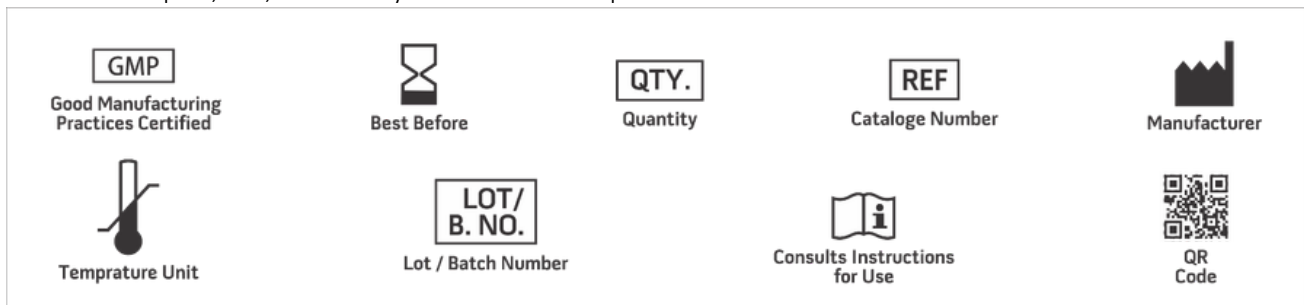 GMP
Good Manufacturing
Practices Certified
Best Before
QTY.
Quantity
REF
Cataloge Number
Manufacturer
Temprature Unit
LOT/
B. NO.
Lot / Batch Number
i
Consults Instructions
for Use
QR
Code